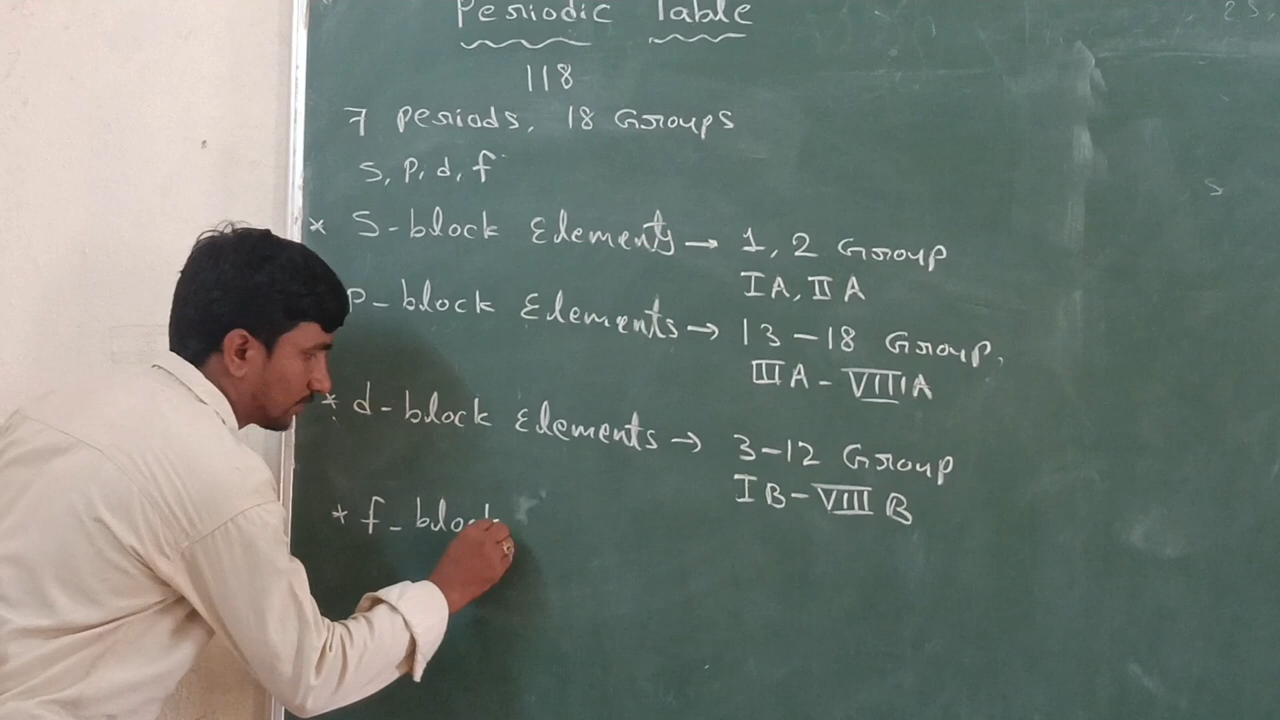 Periodic Table
118
7 Periods, 18 Groups
S, P, d, f
* S-block Elements → 1, 2 Group
IA, IIA
P-block Elements → 13-18 Group,
IIIA - VIIIA
* d-block Elements → 3-12 Group
IB - VIII B
* f-block
25,
S